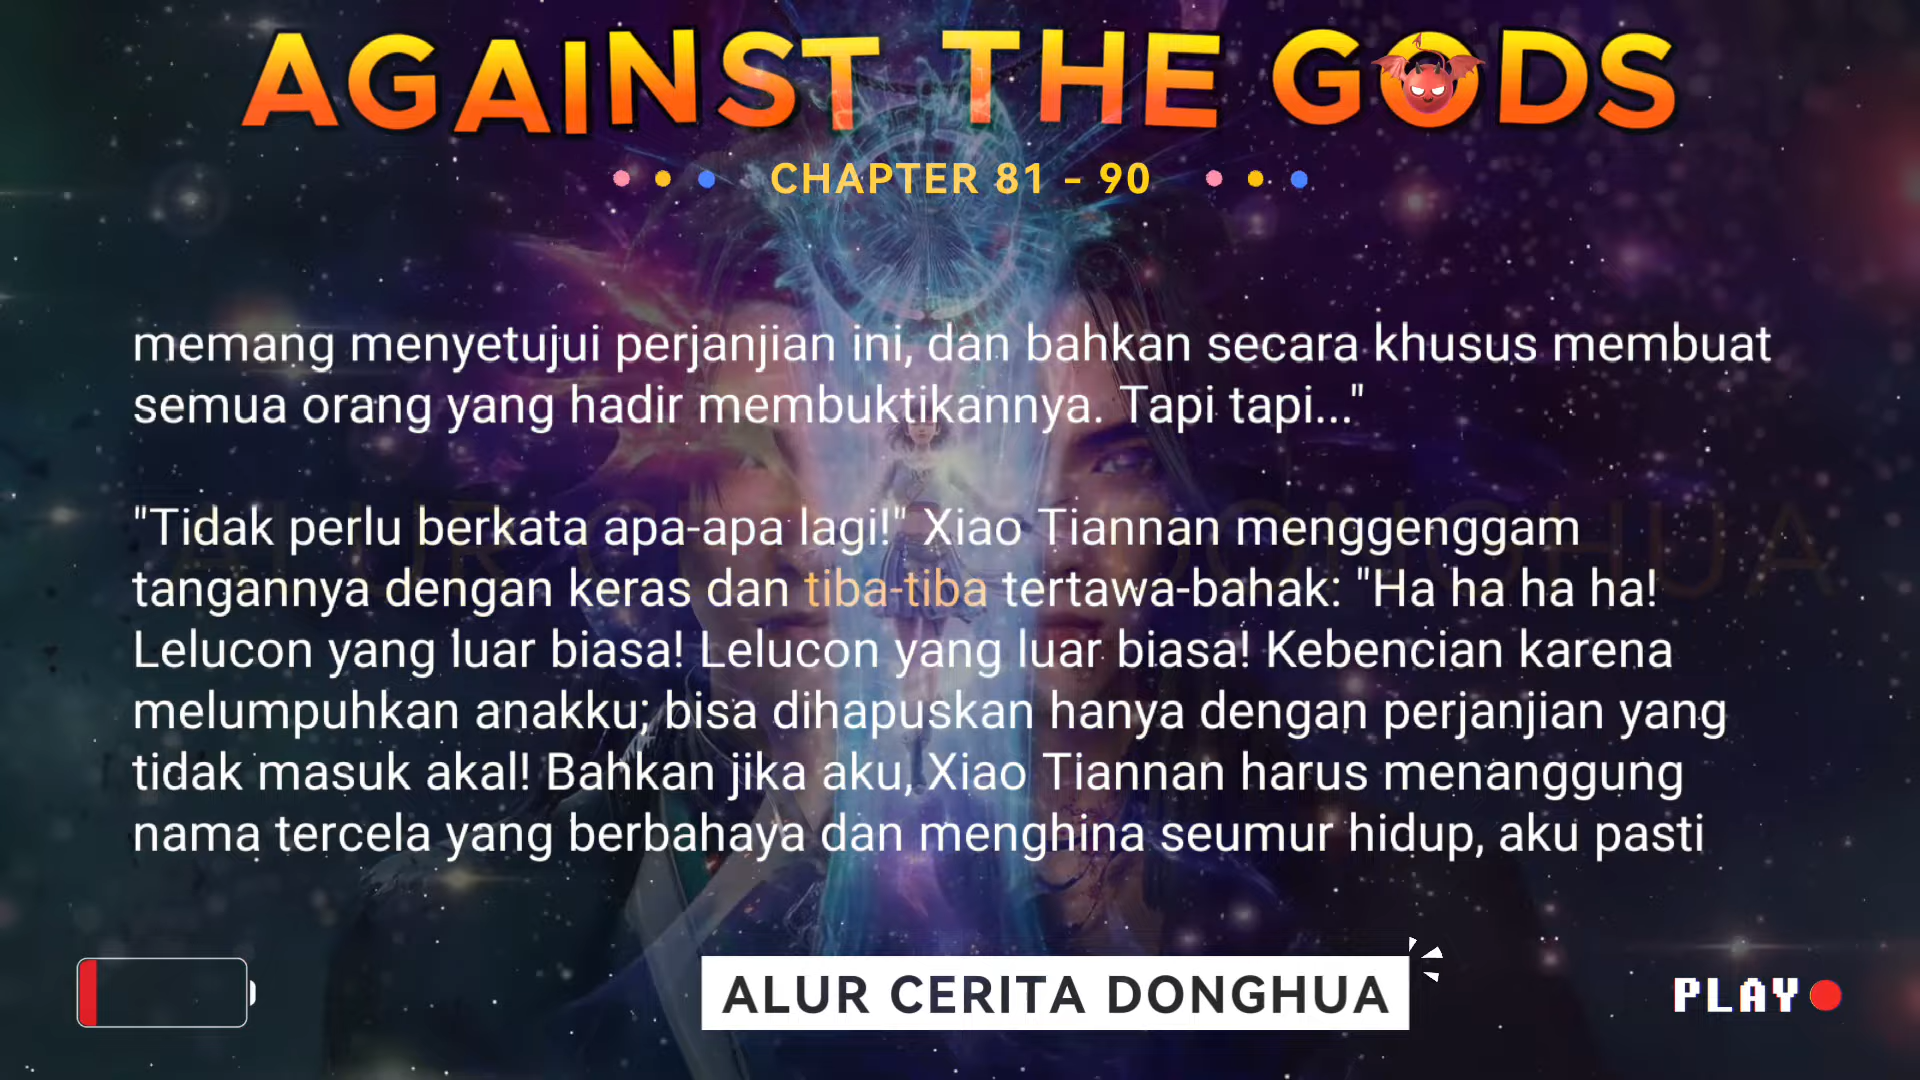 AGAINST THE GODS
CHAPTER 81 - 90
memang menyetujui perjanjian ini, dan bahkan secara khusus membuat
semua orang yang hadir membuktikannya. Tapi tapi..."
"Tidak perlu berkata apa-apa lagi!" Xiao Tiannan menggenggam
tangannya dengan keras dan tiba-tiba tertawa-bahak: "Ha ha ha ha!
Lelucon yang luar biasa! Lelucon yang luar biasa! Kebencian karena
melumpuhkan anakku; bisa dihapuskan hanya dengan perjanjian yang
tidak masuk akal! Bahkan jika aku, Xiao Tiannan harus menanggung
nama tercela yang berbahaya dan menghina seumur hidup, aku pasti
ALUR CERITA DONGHUA
PLAY